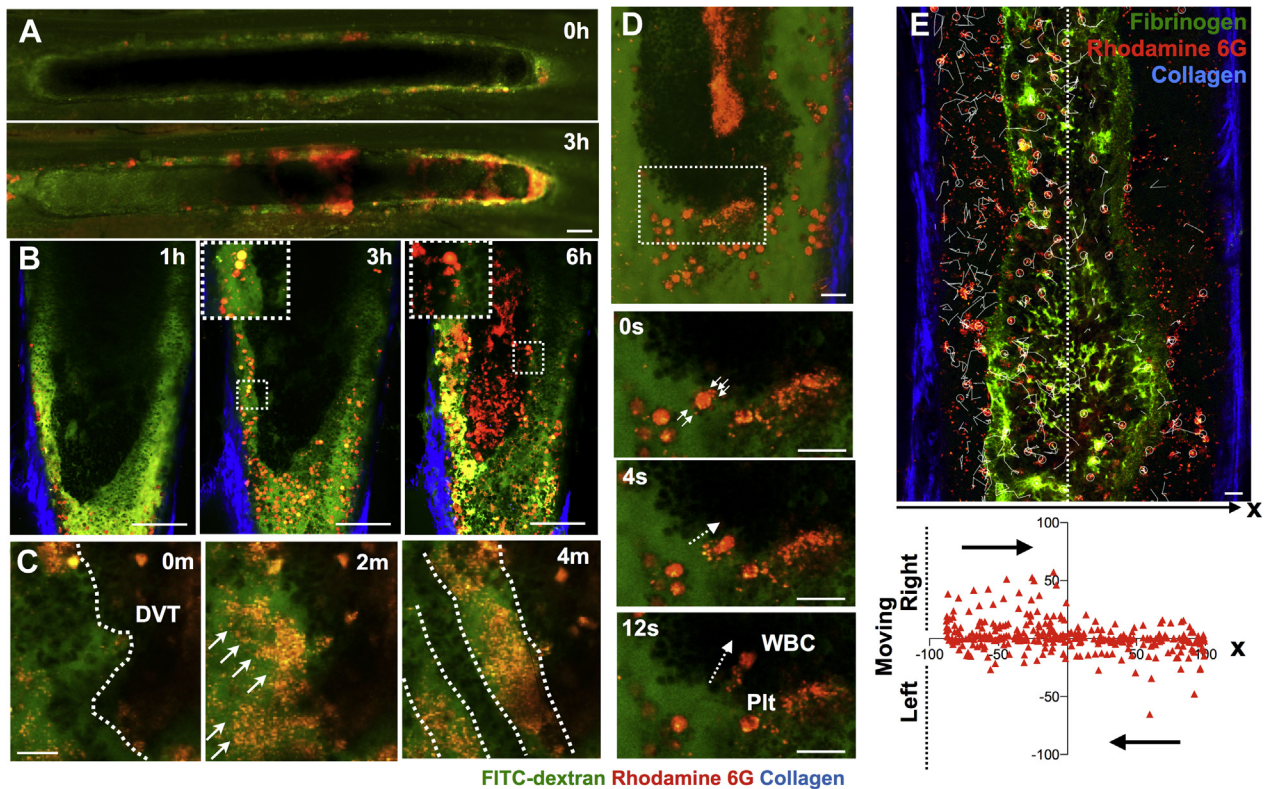 A
0h
3h
B
1h
3h
6h
C
0m
DVT
2m
4m
D
0s
4s
12s
WBC
Plt
FITC-dextran Rhodamine 6G Collagen
E
Fibrinogen
Rhodamine 6G
Collagen
x
100
50
-100 -50 50 100 x
-50
-100
Moving
Right
Left